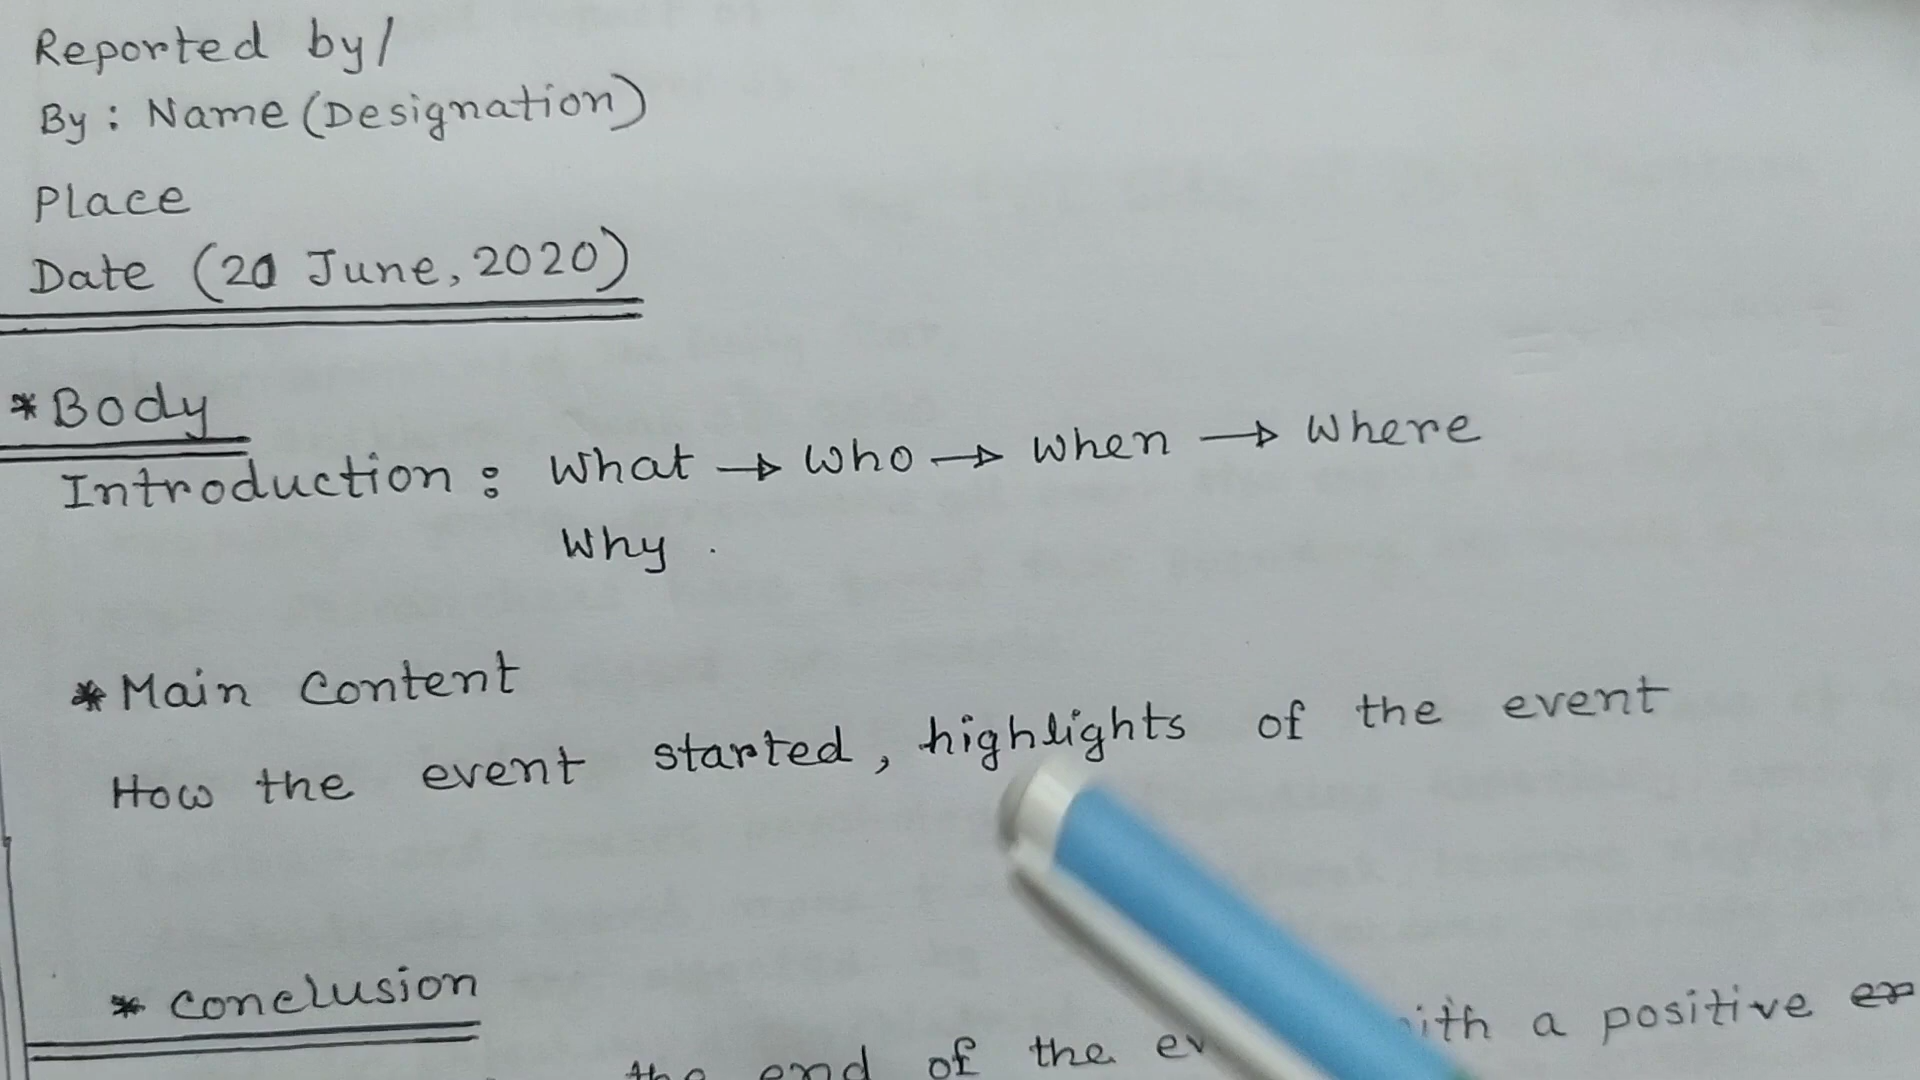 Reported by/
By : Name (Designation)
Place
Date (20 June, 2020)
*Body
Introduction : What → Who → When → Where
Why .
* Main Content
How the event started, highlights of the event
* Conclusion
the end of the with a positive